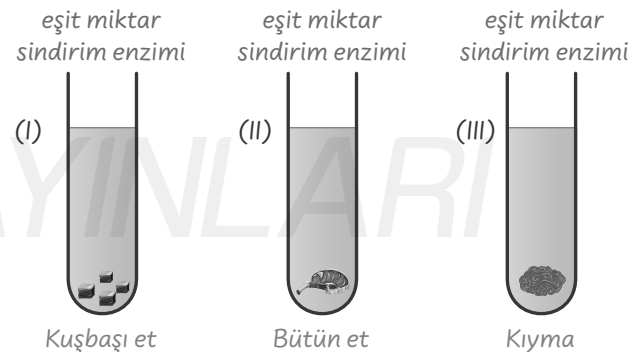 eşit miktar
sindirim enzimi
eşit miktar
sindirim enzimi
eşit miktar
sindirim enzimi
(I)
(II)
(III)
AYINLARI
Kuşbaşı et
Bütün et
Kıyma